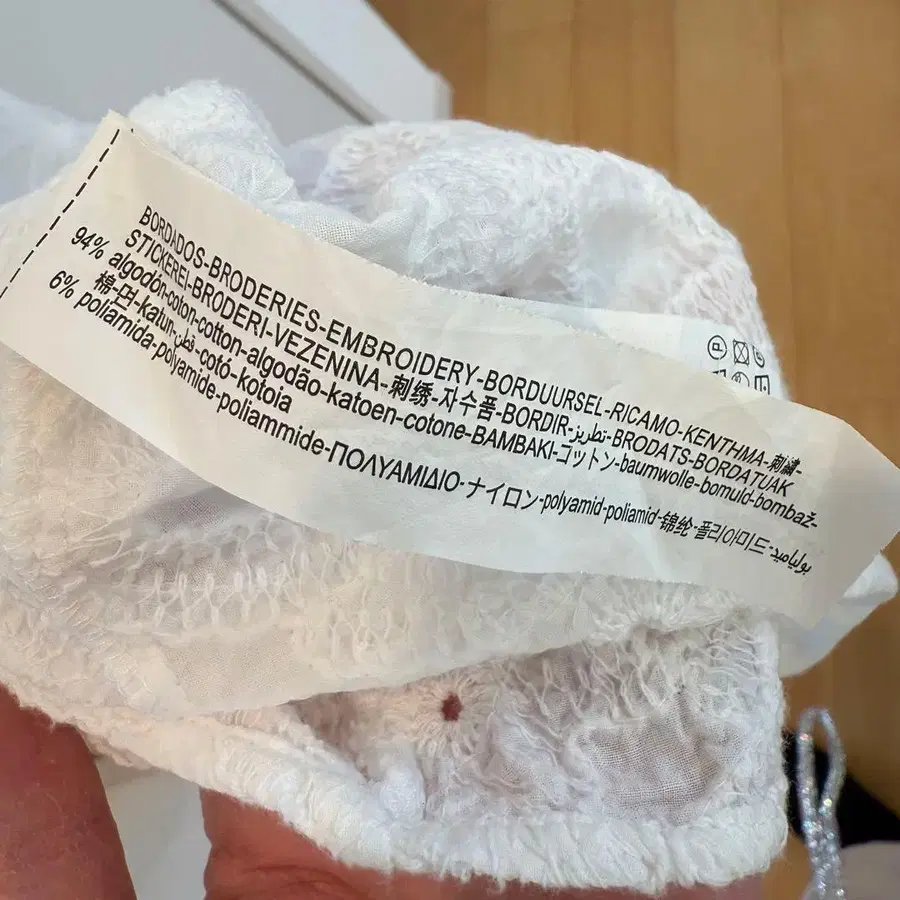 BORDADOS-BRODERIES-EMBROIDERY-BORDUURSEL-RICAMO-KENTHMA-刺繍-
STICKEREI-BRODERI-VEZENINA-刺绣-자수품-BORDIR-تطريز-BRODATS-BORDATUAK
94% algodón-coton-cotton-algodão-katoen-cotone-BAMBAKI-コットン-baumwolle-bomuld-bombaž-
棉-면-katun-قطن-cotó-kotoia
6% poliamida-polyamide-poliammide-ΠΟΛΥΑΜΙΔΙΟ-ナイロン-polyamid-poliamid-锦纶-폴리아미드-بولياميد
P